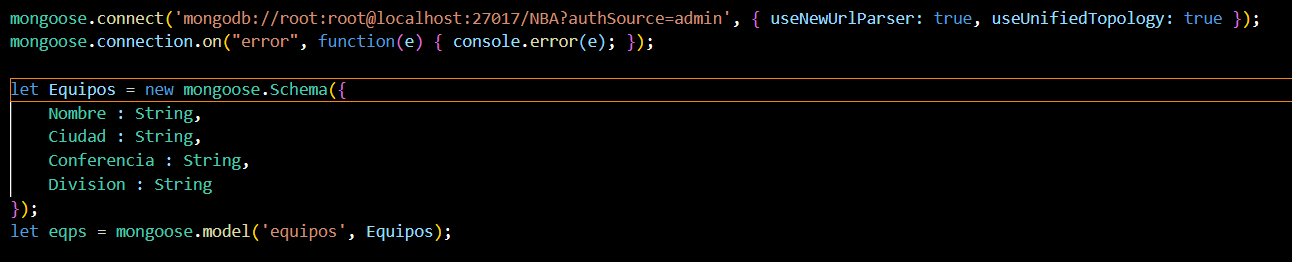 mongoose.connect('mongodb://root:root@localhost:27017/NBA?authSource=admin', { useNewUrlParser: true, useUnifiedTopology: true });
mongoose.connection.on("error", function(e) { console.error(e); });
let Equipos = new mongoose.Schema({
    Nombre : String,
    Ciudad : String,
    Conferencia : String,
    Division : String
});
let eqps = mongoose.model('equipos', Equipos);